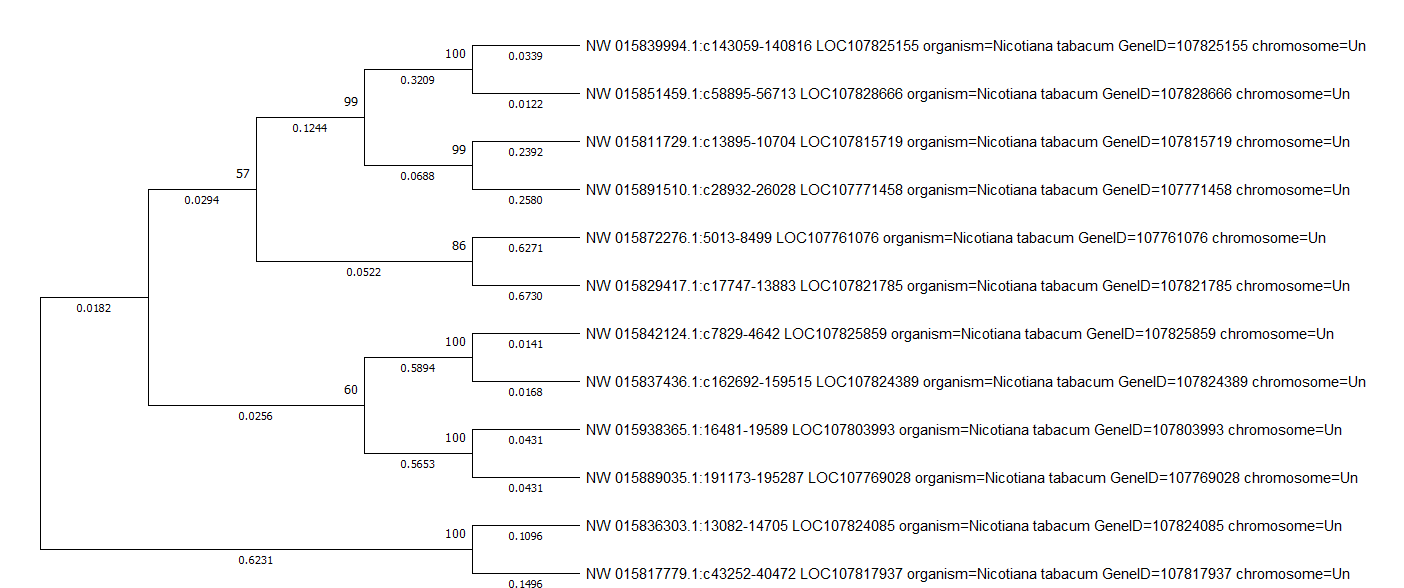 NW 015839994.1:c143059-140816 LOC107825155 organism=Nicotiana tabacum GeneID=107825155 chromosome=Un
100
0.0339
0.3209
NW 015851459.1:c58895-56713 LOC107828666 organism=Nicotiana tabacum GeneID=107828666 chromosome=Un
99
0.0122
0.1244
NW 015811729.1:c13895-10704 LOC107815719 organism=Nicotiana tabacum GeneID=107815719 chromosome=Un
99
0.2392
0.0688
57
NW 015891510.1:c28932-26028 LOC107771458 organism=Nicotiana tabacum GeneID=107771458 chromosome=Un
0.0294
0.2580
NW 015872276.1:5013-8499 LOC107761076 organism=Nicotiana tabacum GeneID=107761076 chromosome=Un
86
0.6271
0.0522
NW 015829417.1:c17747-13883 LOC107821785 organism=Nicotiana tabacum GeneID=107821785 chromosome=Un
0.6730
0.0182
NW 015842124.1:c7829-4642 LOC107825859 organism=Nicotiana tabacum GeneID=107825859 chromosome=Un
100
0.0141
0.5894
NW 015837436.1:c162692-159515 LOC107824389 organism=Nicotiana tabacum GeneID=107824389 chromosome=Un
60
0.0168
0.0256
NW 015938365.1:16481-19589 LOC107803993 organism=Nicotiana tabacum GeneID=107803993 chromosome=Un
100
0.0431
0.5653
NW 015889035.1:191173-195287 LOC107769028 organism=Nicotiana tabacum GeneID=107769028 chromosome=Un
0.0431
NW 015836303.1:13082-14705 LOC107824085 organism=Nicotiana tabacum GeneID=107824085 chromosome=Un
100
0.1096
0.6231
NW 015817779.1:c43252-40472 LOC107817937 organism=Nicotiana tabacum GeneID=107817937 chromosome=Un
0.1496